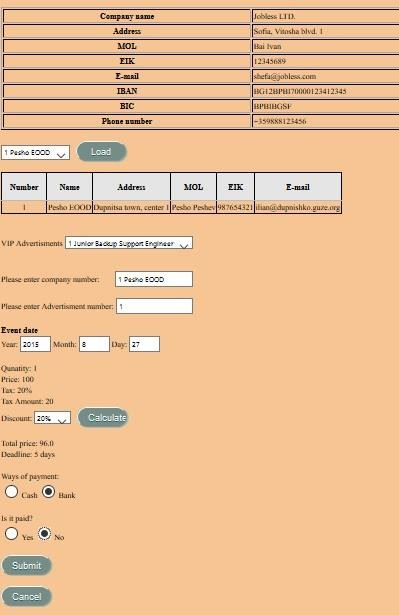 Company name Jobless LTD.
Address Sofia, Vitosha blvd. 1
MOL Bai Ivan
EIK 12345689
E-mail shefa@jobless.com
IBAN BG12BPBI70000123412345
BIC BPBIBGSF
Phone number +359888123456
1 Pesho EOOD Load
Number Name Address MOL EIK E-mail
1 Pesho EOOD Dupnitsa town, center 1 Pesho Peshev 987654321 ilian@dupnishko.guze.org
VIP Advertisments 1 Junior Backup Support Engineer
Please enter company number: 1 Pesho EOOD
Please enter Advertisment number: 1
Event date
Year: 2015 Month: 8 Day: 27
Qunatity: 1
Price: 100
Tax: 20%
Tax Amount: 20
Discount: 20% Calculate
Total price: 96.0
Deadline: 5 days
Ways of payment:
Cash Bank
Is it paid?
Yes No
Submit
Cancel